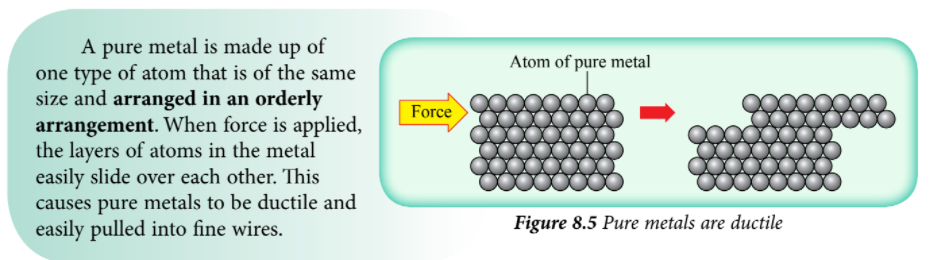 A pure metal is made up of
one type of atom that is of the same
size and arranged in an orderly
arrangement. When force is applied,
the layers of atoms in the metal
easily slide over each other. This
causes pure metals to be ductile and
easily pulled into fine wires.
Atom of pure metal
Force
Figure 8.5 Pure metals are ductile